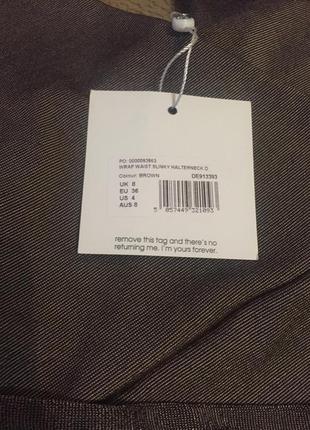 PO: 0000093993
WRAP WAIST SLINKY HALTERNECK D
Colour: BROWN DE913393
UK 8
EU 36
US 4
AUS 8
5 057449 321093
remove this tag and there's no
returning me. I'm yours forever.